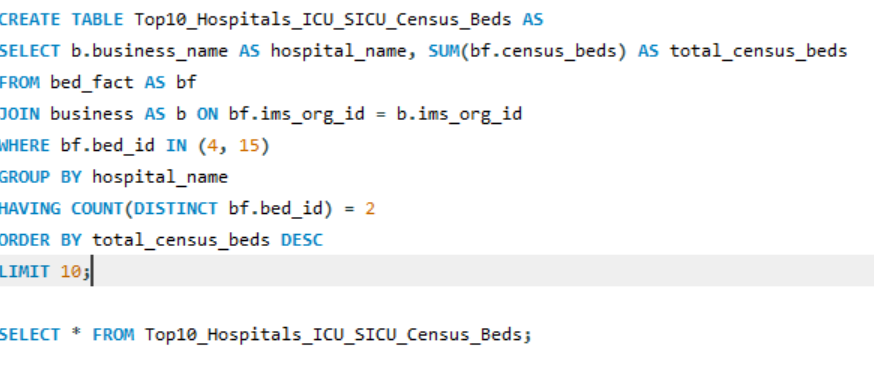 CREATE TABLE Top10_Hospitals_ICU_SICU_Census_Beds AS
SELECT b.business_name AS hospital_name, SUM(bf.census_beds) AS total_census_beds
FROM bed_fact AS bf
JOIN business AS b ON bf.ims_org_id = b.ims_org_id
WHERE bf.bed_id IN (4, 15)
GROUP BY hospital_name
HAVING COUNT(DISTINCT bf.bed_id) = 2
ORDER BY total_census_beds DESC
LIMIT 10;
SELECT * FROM Top10_Hospitals_ICU_SICU_Census_Beds;